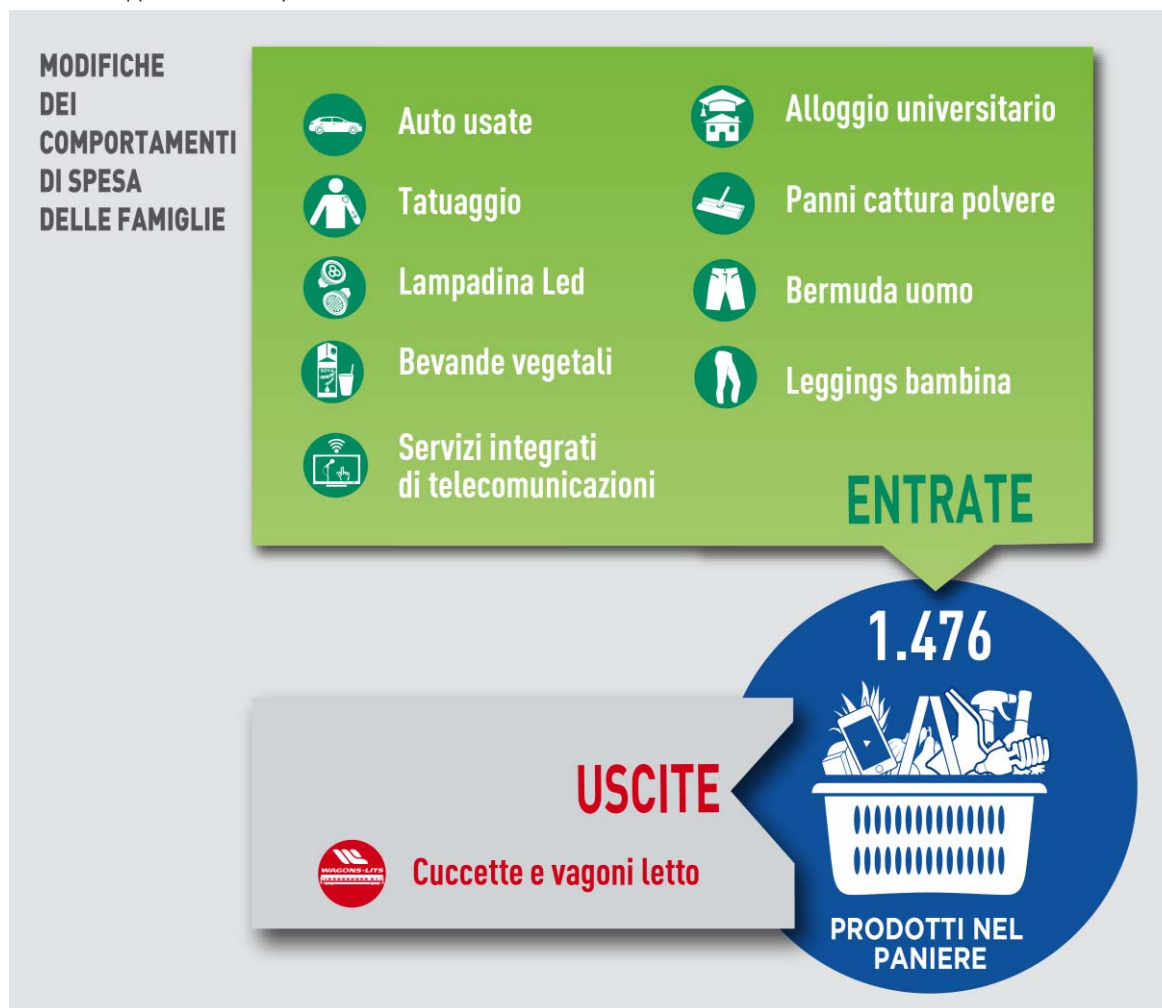 MODIFICHE
DEI
COMPORTAMENTI
DI SPESA
DELLE FAMIGLIE
Auto usate
Tatuaggio
Lampadina Led
Bevande vegetali
Servizi integrati
di telecomunicazioni
Alloggio universitario
Panni cattura polvere
Bermuda uomo
Leggings bambina
ENTRATE
1.476
PRODOTTI NEL
PANIERE
USCITE
WAGONS-LITS
Cuccette e vagoni letto